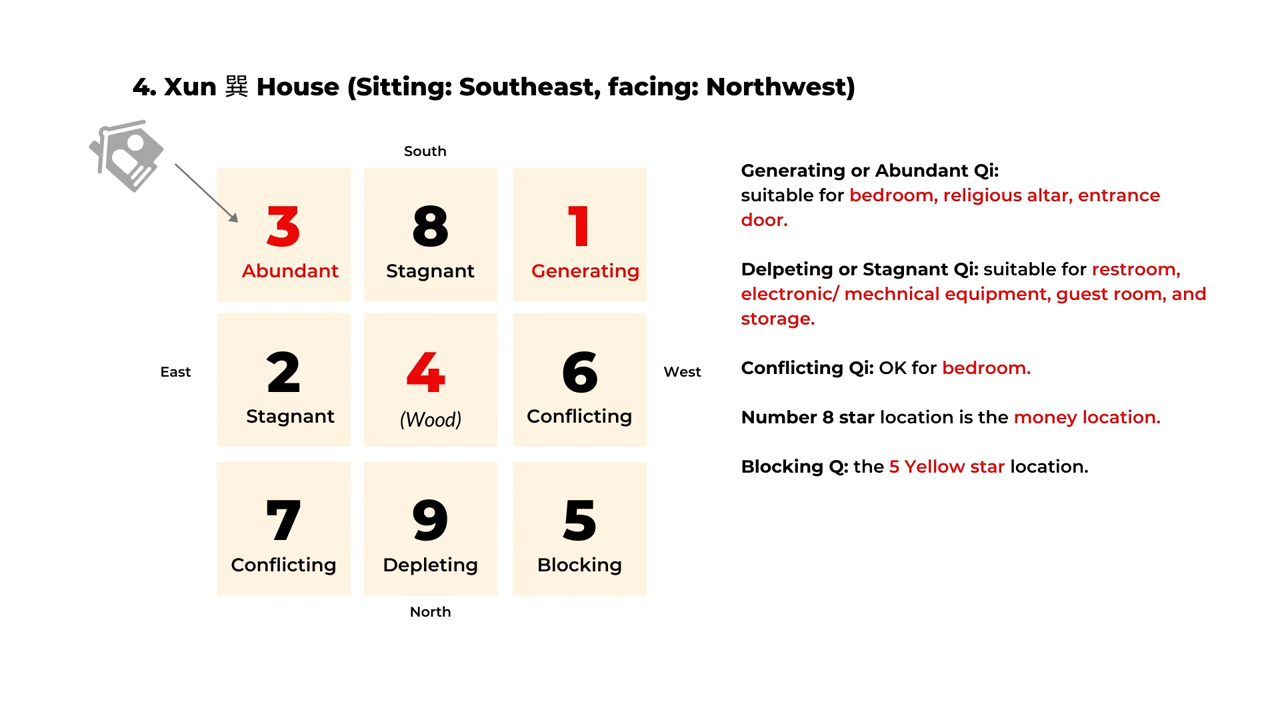 4. Xun 巽 House (Sitting: Southeast, facing: Northwest)
South
3 8 1
Abundant Stagnant Generating
East
2 4 6
West
Stagnant (Wood) Conflicting
7 9 5
Conflicting Depleting Blocking
North
Generating or Abundant Qi:
suitable for bedroom, religious altar, entrance
door.
Delpeting or Stagnant Qi: suitable for restroom,
electronic/ mechnical equipment, guest room, and
storage.
Conflicting Qi: OK for bedroom.
Number 8 star location is the money location.
Blocking Q: the 5 Yellow star location.